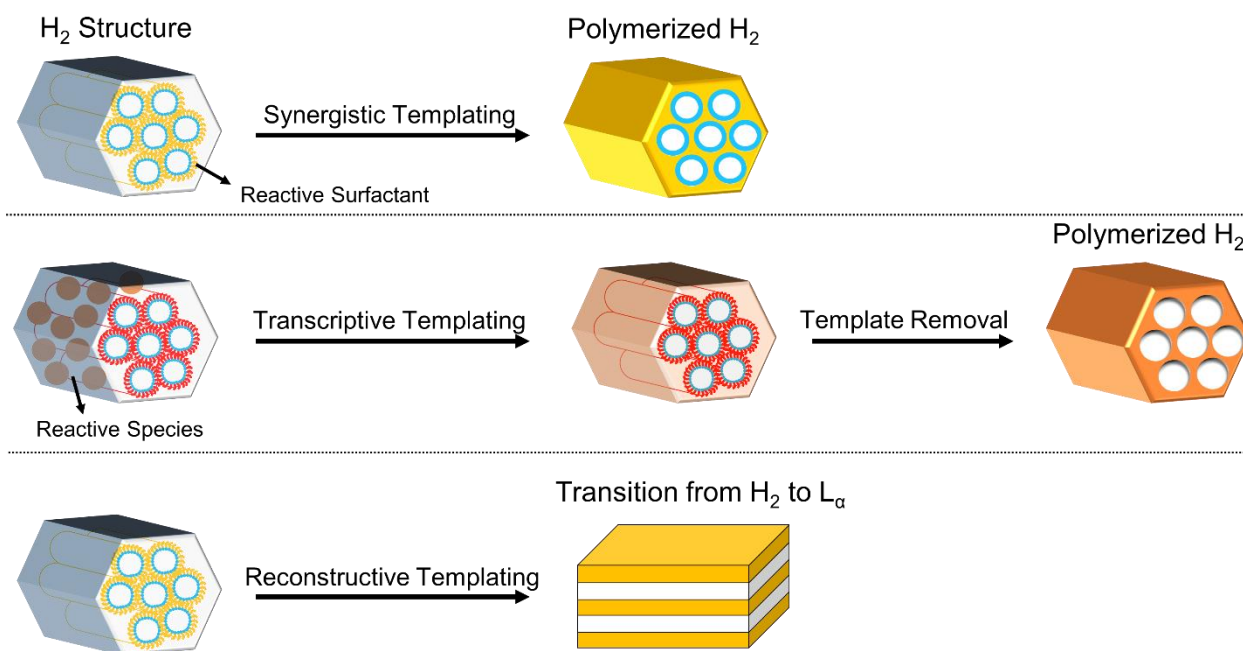 H₂ Structure
Polymerized H₂
Synergistic Templating
Reactive Surfactant
Polymerized H₂
Transcriptive Templating
Template Removal
Reactive Species
Transition from H₂ to Lα
Reconstructive Templating